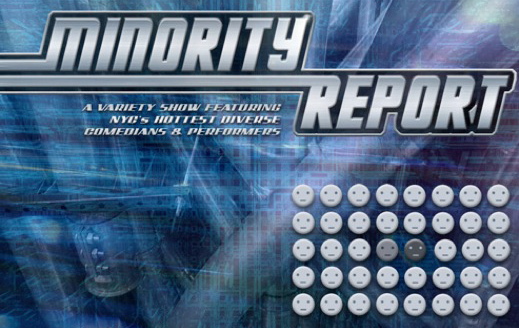 MINORITY
REPORT
A VARIETY SHOW FEATURING
NYC's HOTTEST DIVERSE
COMEDIANS & PERFORMERS